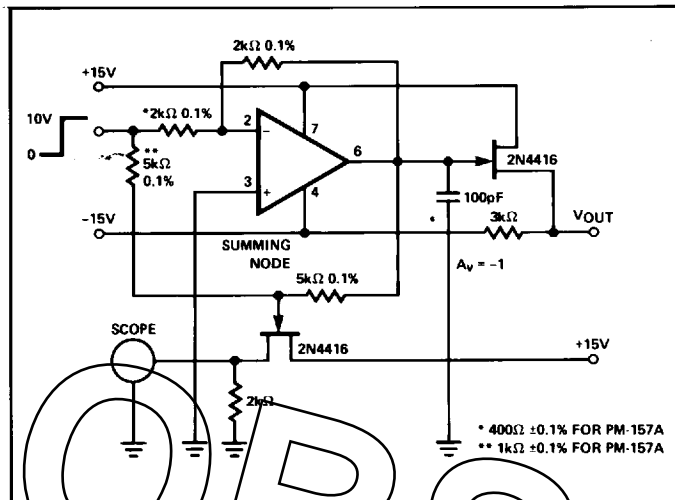 2kΩ 0.1%
+15V
10V
0
*2kΩ 0.1%
2
−
7
6
2N4416
**
5kΩ
0.1%
3
+
4
100pF
*
3kΩ
VOUT
-15V
SUMMING
NODE
AV = −1
5kΩ 0.1%
SCOPE
2N4416
+15V
2kΩ
* 400Ω ±0.1% FOR PM-157A
** 1kΩ ±0.1% FOR PM-157A